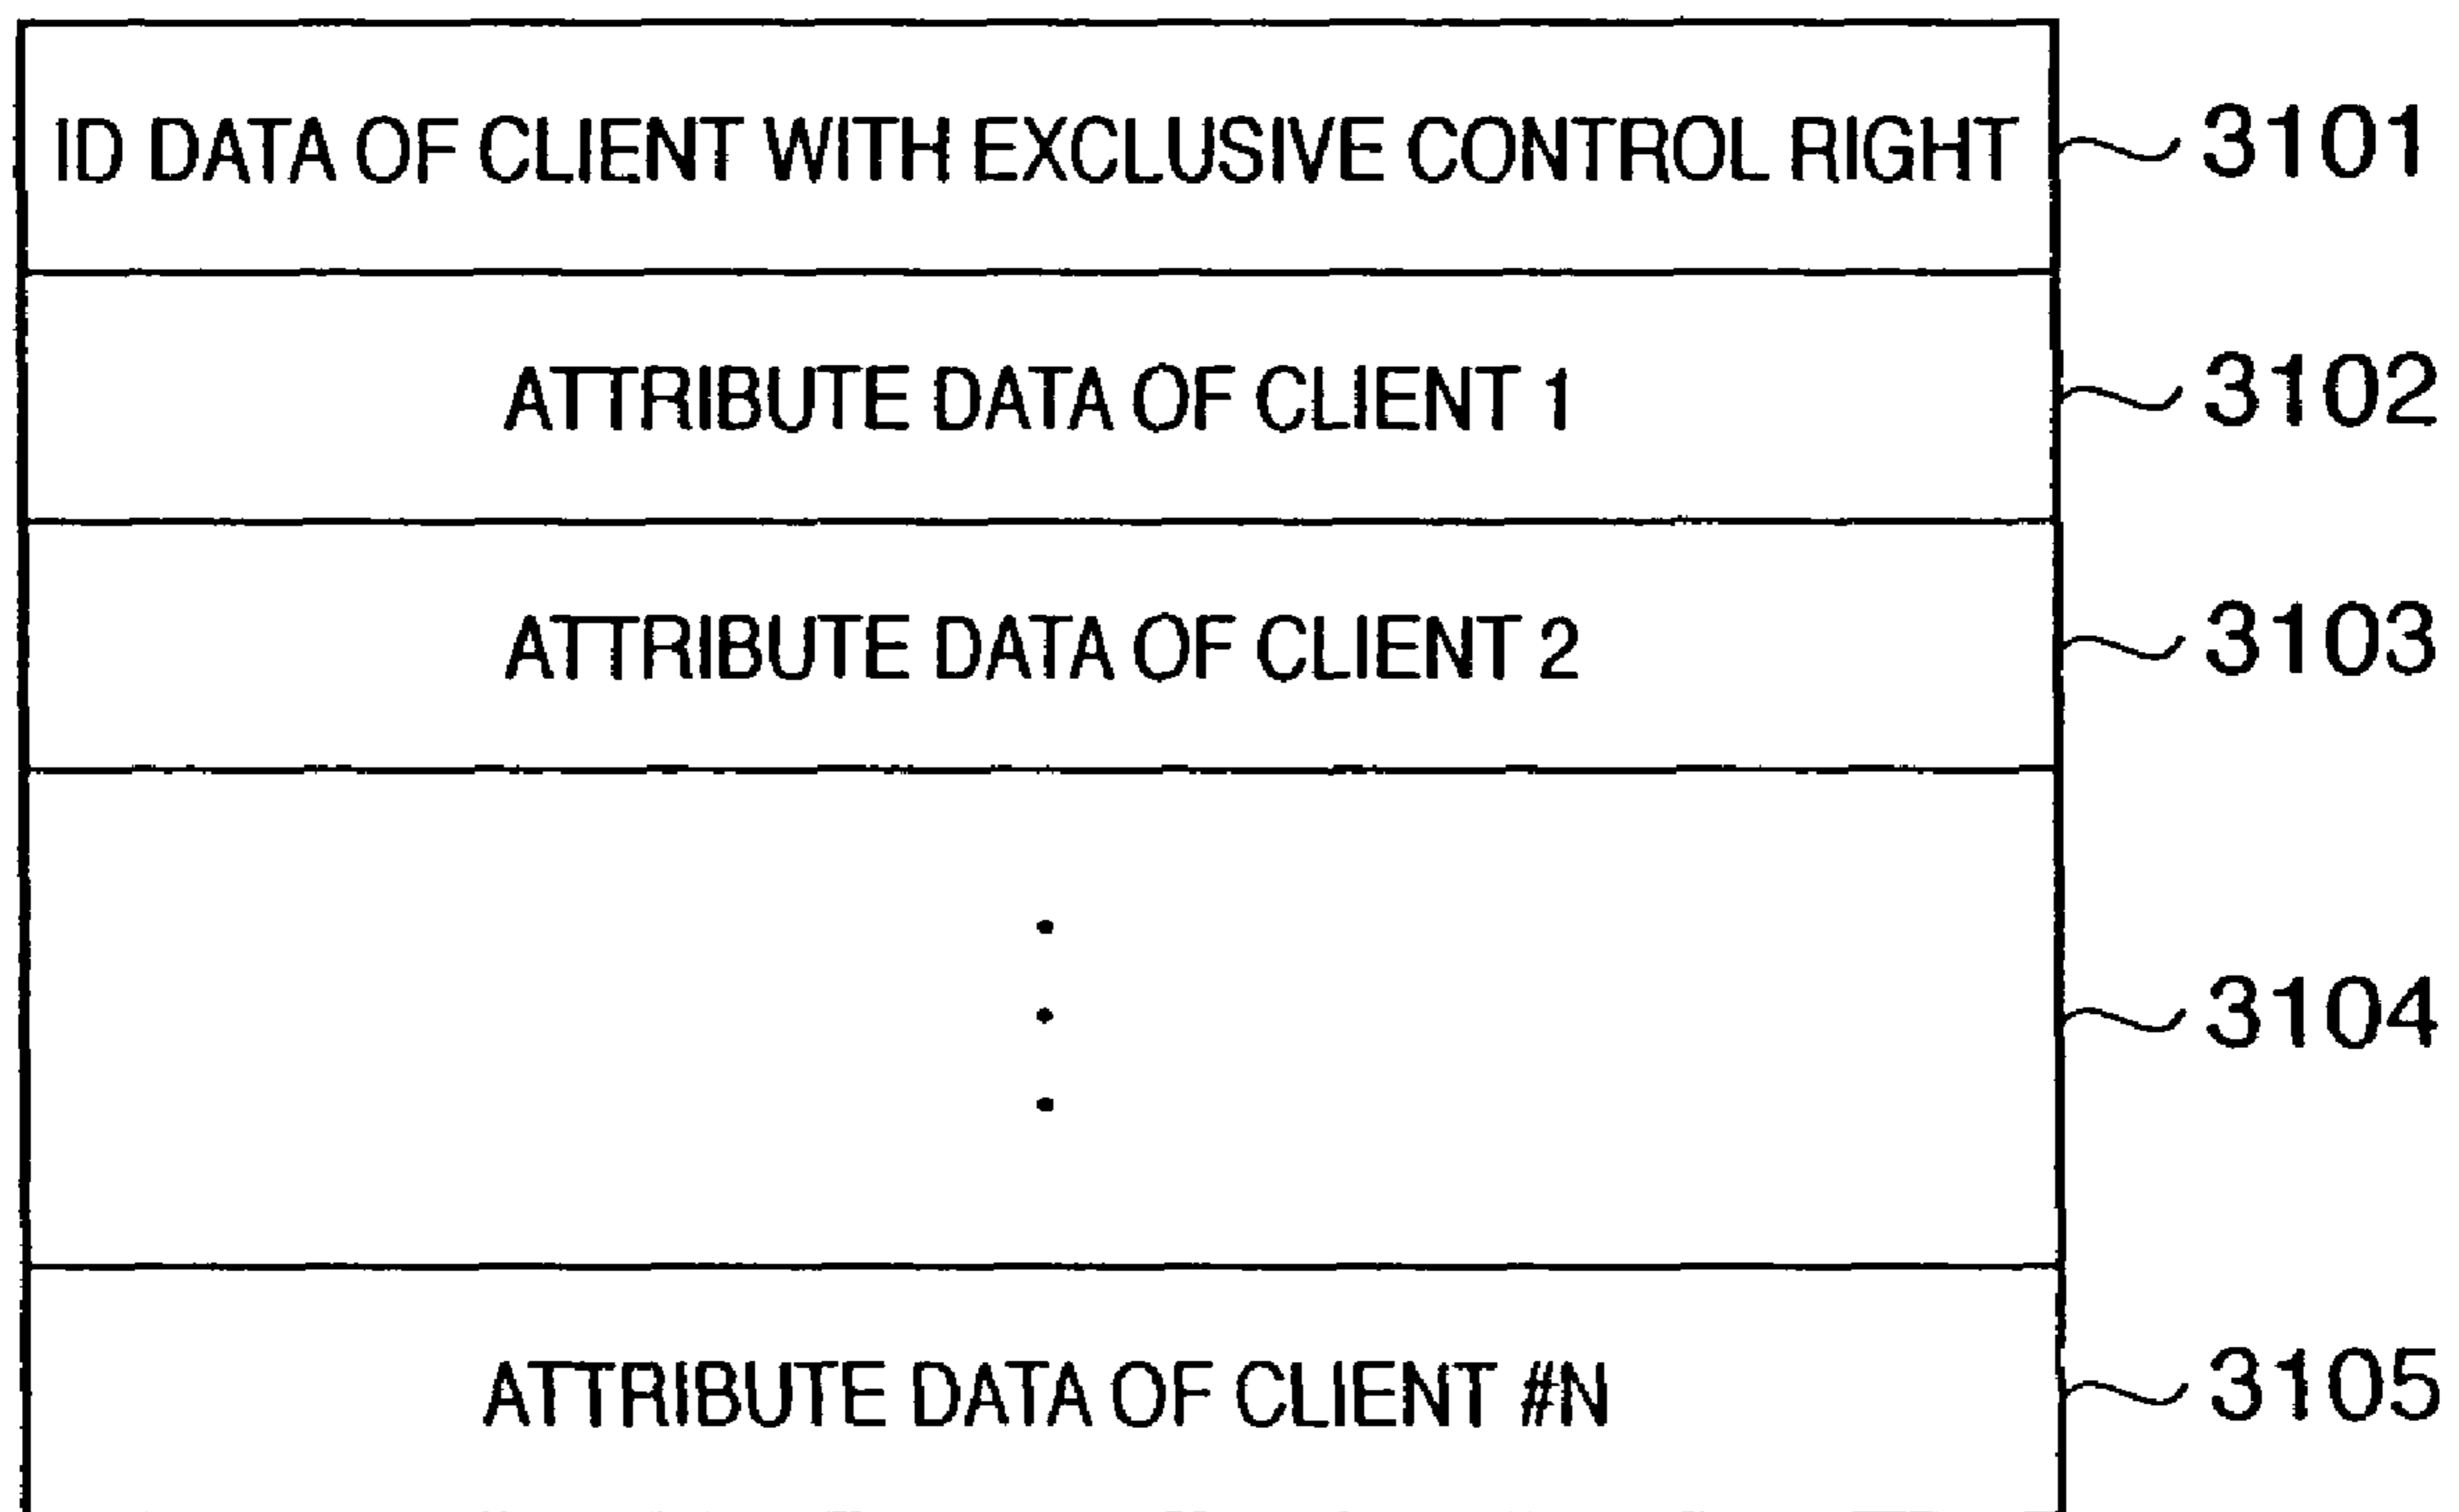 ID DATA OF CLIENT WITH EXCLUSIVE CONTROL RIGHT 3101
ATTRIBUTE DATA OF CLIENT 1 3102
ATTRIBUTE DATA OF CLIENT 2 3103
3104
ATTRIBUTE DATA OF CLIENT #N 3105